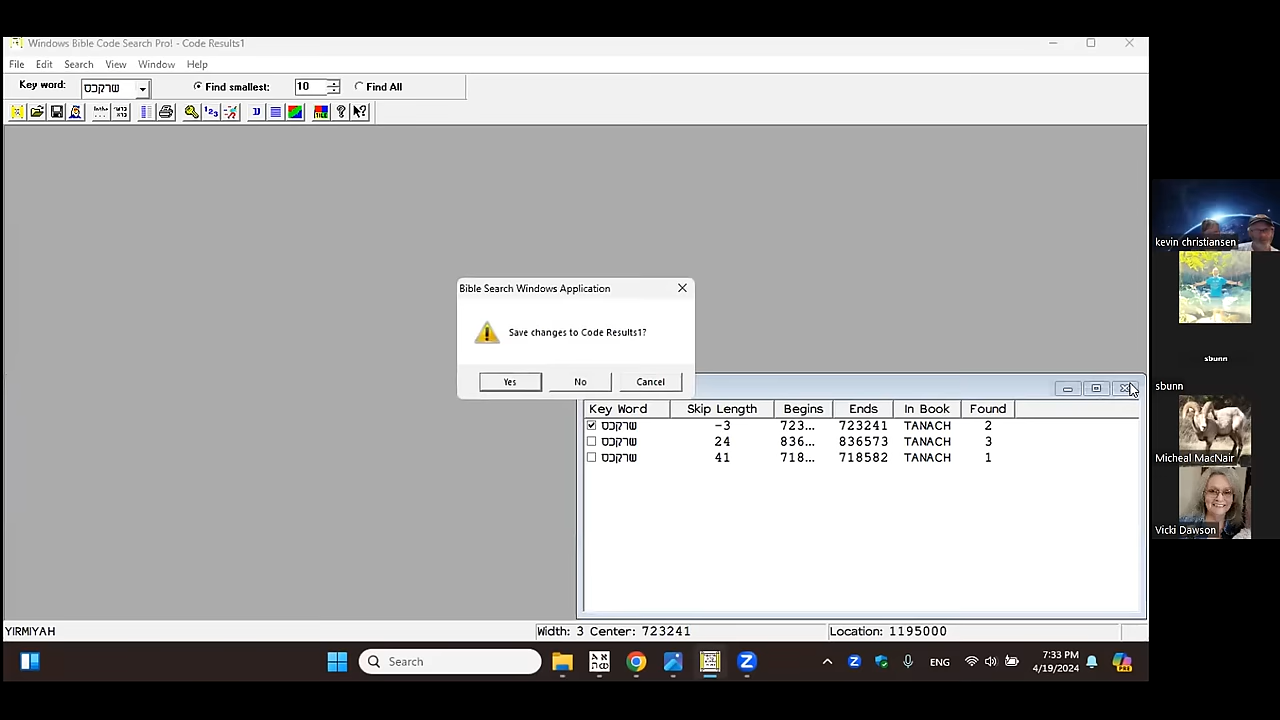 Windows Bible Code Search Pro! - Code Results1
File Edit Search View Window Help
Key word: שרקכס Find smallest: 10 Find All
Bible Search Windows Application
Save changes to Code Results1?
Yes No Cancel
Key Word Skip Length Begins Ends In Book Found
שרקכס -3 723... 723241 TANACH 2
שרקכס 24 836... 836573 TANACH 3
שרקכס 41 718... 718582 TANACH 1
YIRMIYAH Width: 3 Center: 723241 Location: 1195000
Search ENG 7:33 PM
4/19/2024
kevin christiansen
sbunn
sbunn
Micheal MacNair
Vicki Dawson